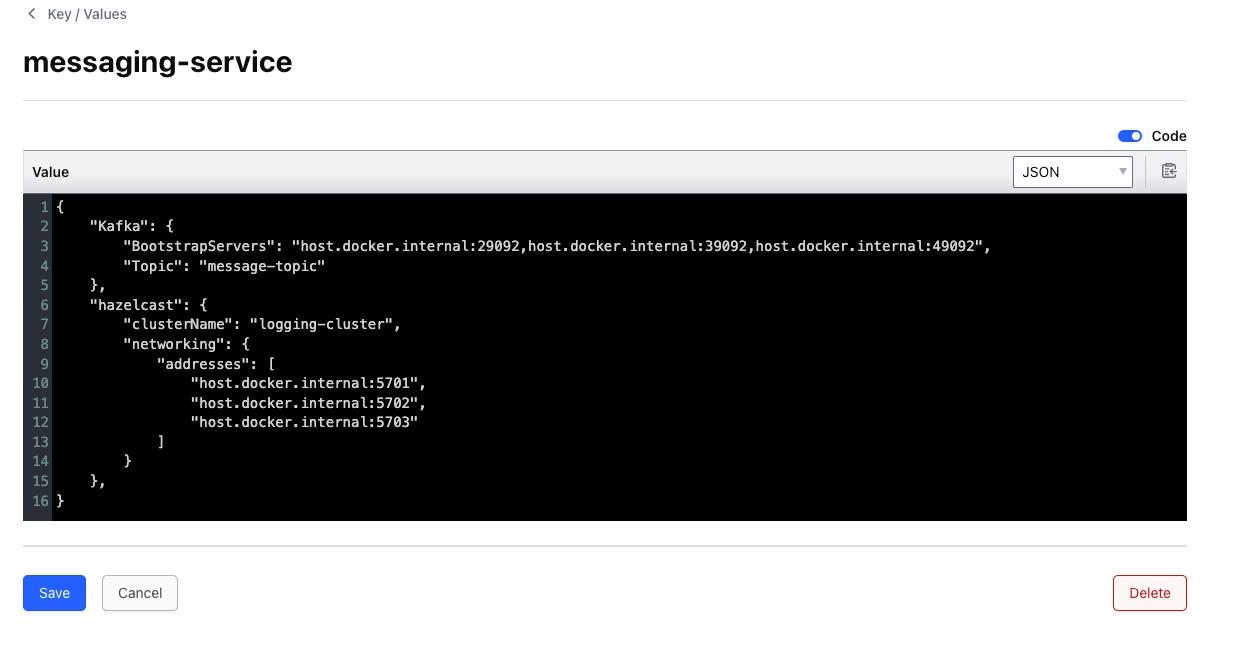 Key / Values
messaging-service
Code
Value
JSON
1 {
2     "Kafka": {
3         "BootstrapServers": "host.docker.internal:29092,host.docker.internal:39092,host.docker.internal:49092",
4         "Topic": "message-topic"
5     },
6     "hazelcast": {
7         "clusterName": "logging-cluster",
8         "networking": {
9             "addresses": [
10                 "host.docker.internal:5701",
11                 "host.docker.internal:5702",
12                 "host.docker.internal:5703"
13             ]
14         }
15     },
16 }
Save Cancel Delete